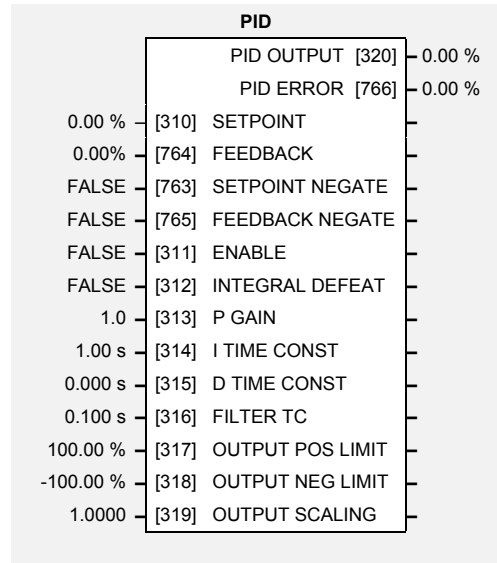 PID
PID OUTPUT [320] 0.00 %
PID ERROR [766] 0.00 %
0.00 % [310] SETPOINT
0.00% [764] FEEDBACK
FALSE [763] SETPOINT NEGATE
FALSE [765] FEEDBACK NEGATE
FALSE [311] ENABLE
FALSE [312] INTEGRAL DEFEAT
1.0 [313] P GAIN
1.00 s [314] I TIME CONST
0.000 s [315] D TIME CONST
0.100 s [316] FILTER TC
100.00 % [317] OUTPUT POS LIMIT
-100.00 % [318] OUTPUT NEG LIMIT
1.0000 [319] OUTPUT SCALING